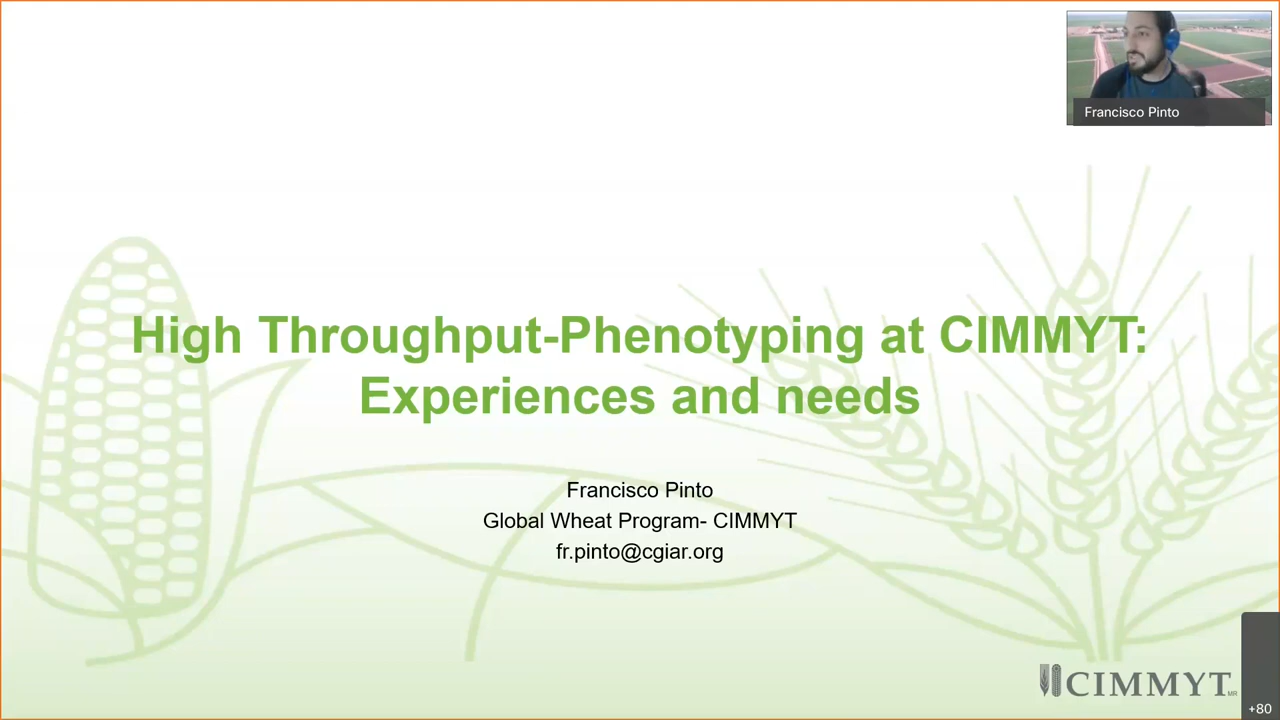 Francisco Pinto
High Throughput-Phenotyping at CIMMYT:
Experiences and needs
Francisco Pinto
Global Wheat Program- CIMMYT
fr.pinto@cgiar.org
CIMMYT MR
+80